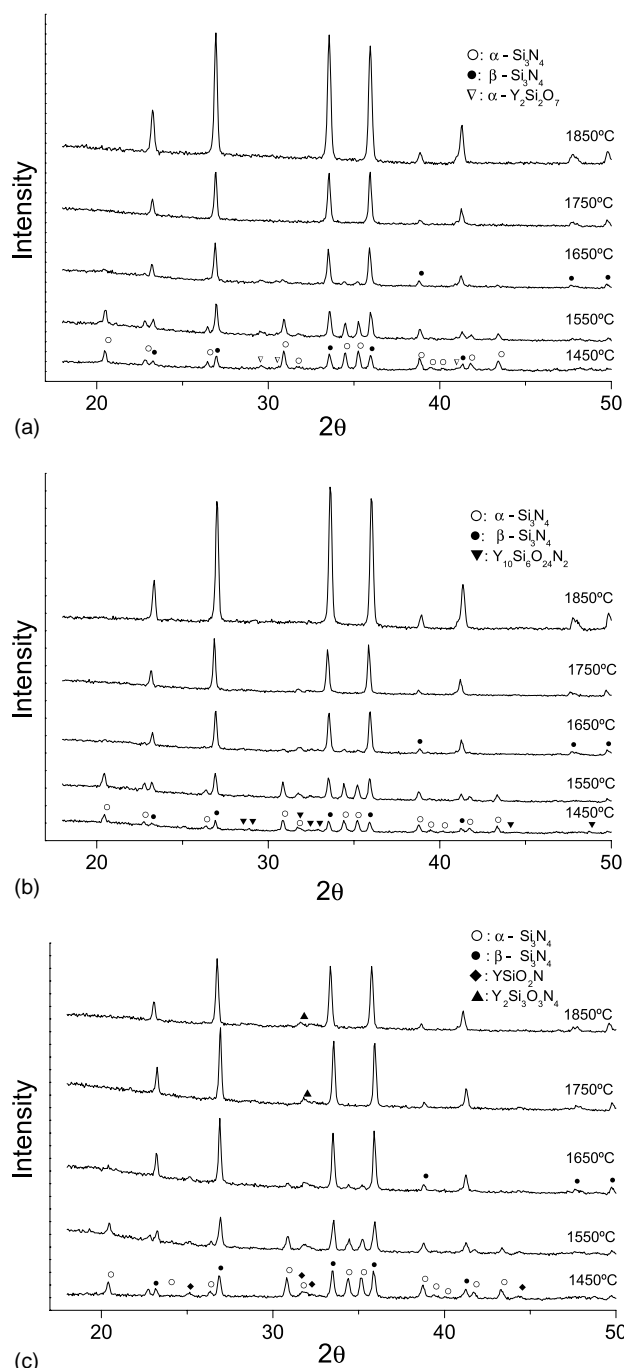 ○: α - Si₃N₄
●: β - Si₃N₄
▽: α - Y₂Si₂O₇
1850ºC
1750ºC
1650ºC
1550ºC
1450ºC
Intensity
20 30 40 50
2θ
(a)
○: α - Si₃N₄
●: β - Si₃N₄
▼: Y₁₀Si₆O₂₄N₂
1850ºC
1750ºC
1650ºC
1550ºC
1450ºC
Intensity
20 30 40 50
2θ
(b)
○: α - Si₃N₄
●: β - Si₃N₄
◆: YSiO₂N
▲: Y₂Si₃O₃N₄
1850ºC
1750ºC
1650ºC
1550ºC
1450ºC
Intensity
20 30 40 50
2θ
(c)